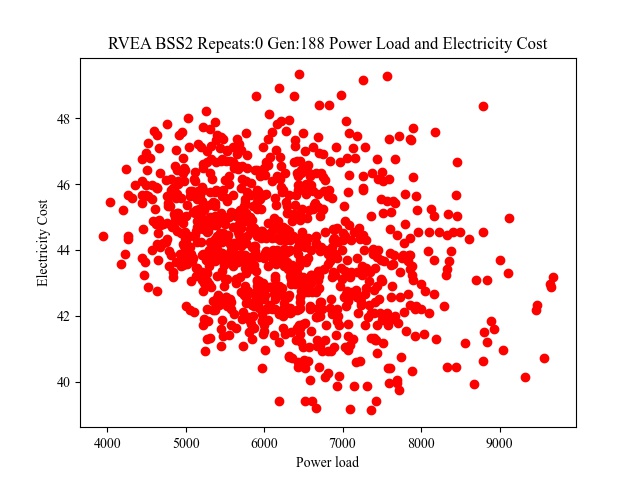 RVEA BSS2 Repeats:0 Gen:188 Power Load and Electricity Cost
Electricity Cost
48
46
44
42
40
4000 5000 6000 7000 8000 9000
Power load